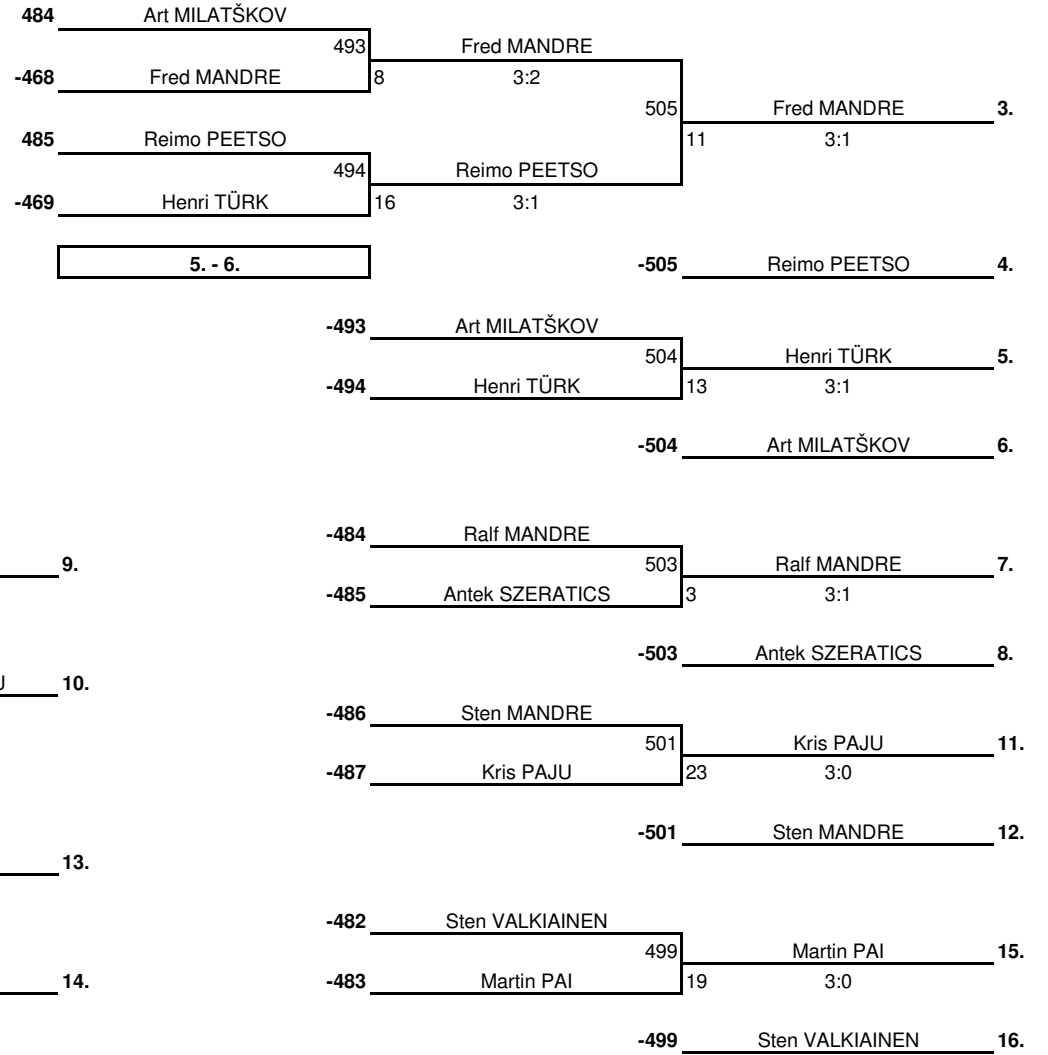 484 Art MILATŠKOV
493 Fred MANDRE
-468 Fred MANDRE 8 3:2
505 Fred MANDRE 3.
485 Reimo PEETSO 11 3:1
494 Reimo PEETSO
-469 Henri TÜRK 16 3:1
5. - 6. -505 Reimo PEETSO 4.
-493 Art MILATŠKOV
504 Henri TÜRK 5.
-494 Henri TÜRK 13 3:1
-504 Art MILATŠKOV 6.
-484 Ralf MANDRE
9. 503 Ralf MANDRE 7.
-485 Antek SZERATICS 3 3:1
-503 Antek SZERATICS 8.
10.
-486 Sten MANDRE
501 Kris PAJU 11.
-487 Kris PAJU 23 3:0
-501 Sten MANDRE 12.
13.
-482 Sten VALKIAINEN
499 Martin PAI 15.
14. -483 Martin PAI 19 3:0
-499 Sten VALKIAINEN 16.